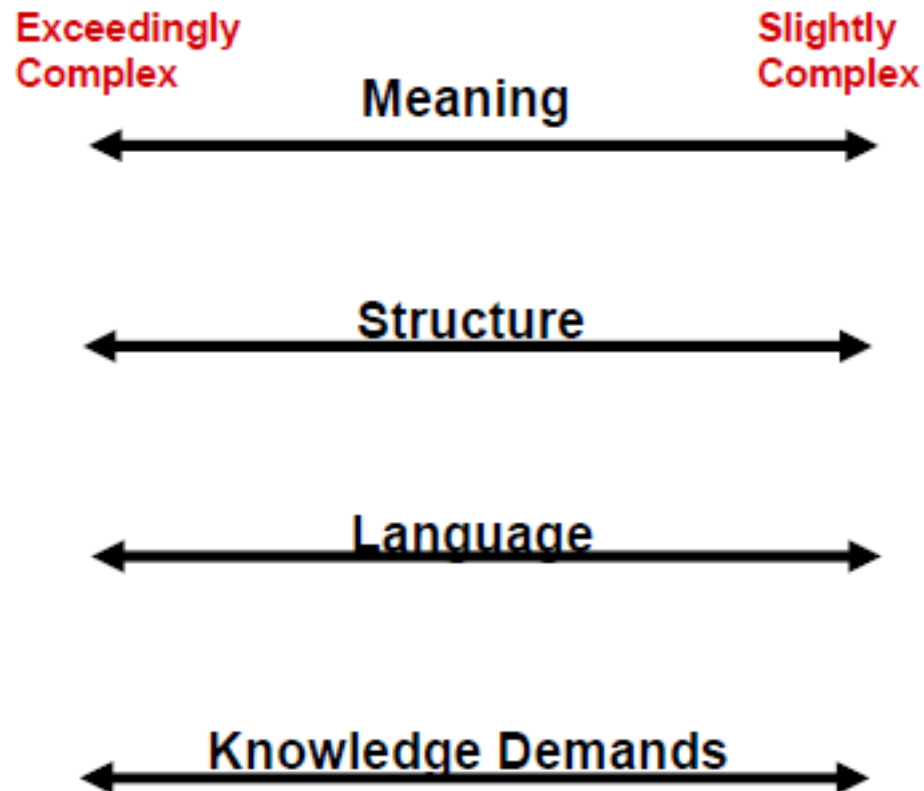 Exceedingly
Complex
Slightly
Complex
Meaning
Structure
Language
Knowledge Demands